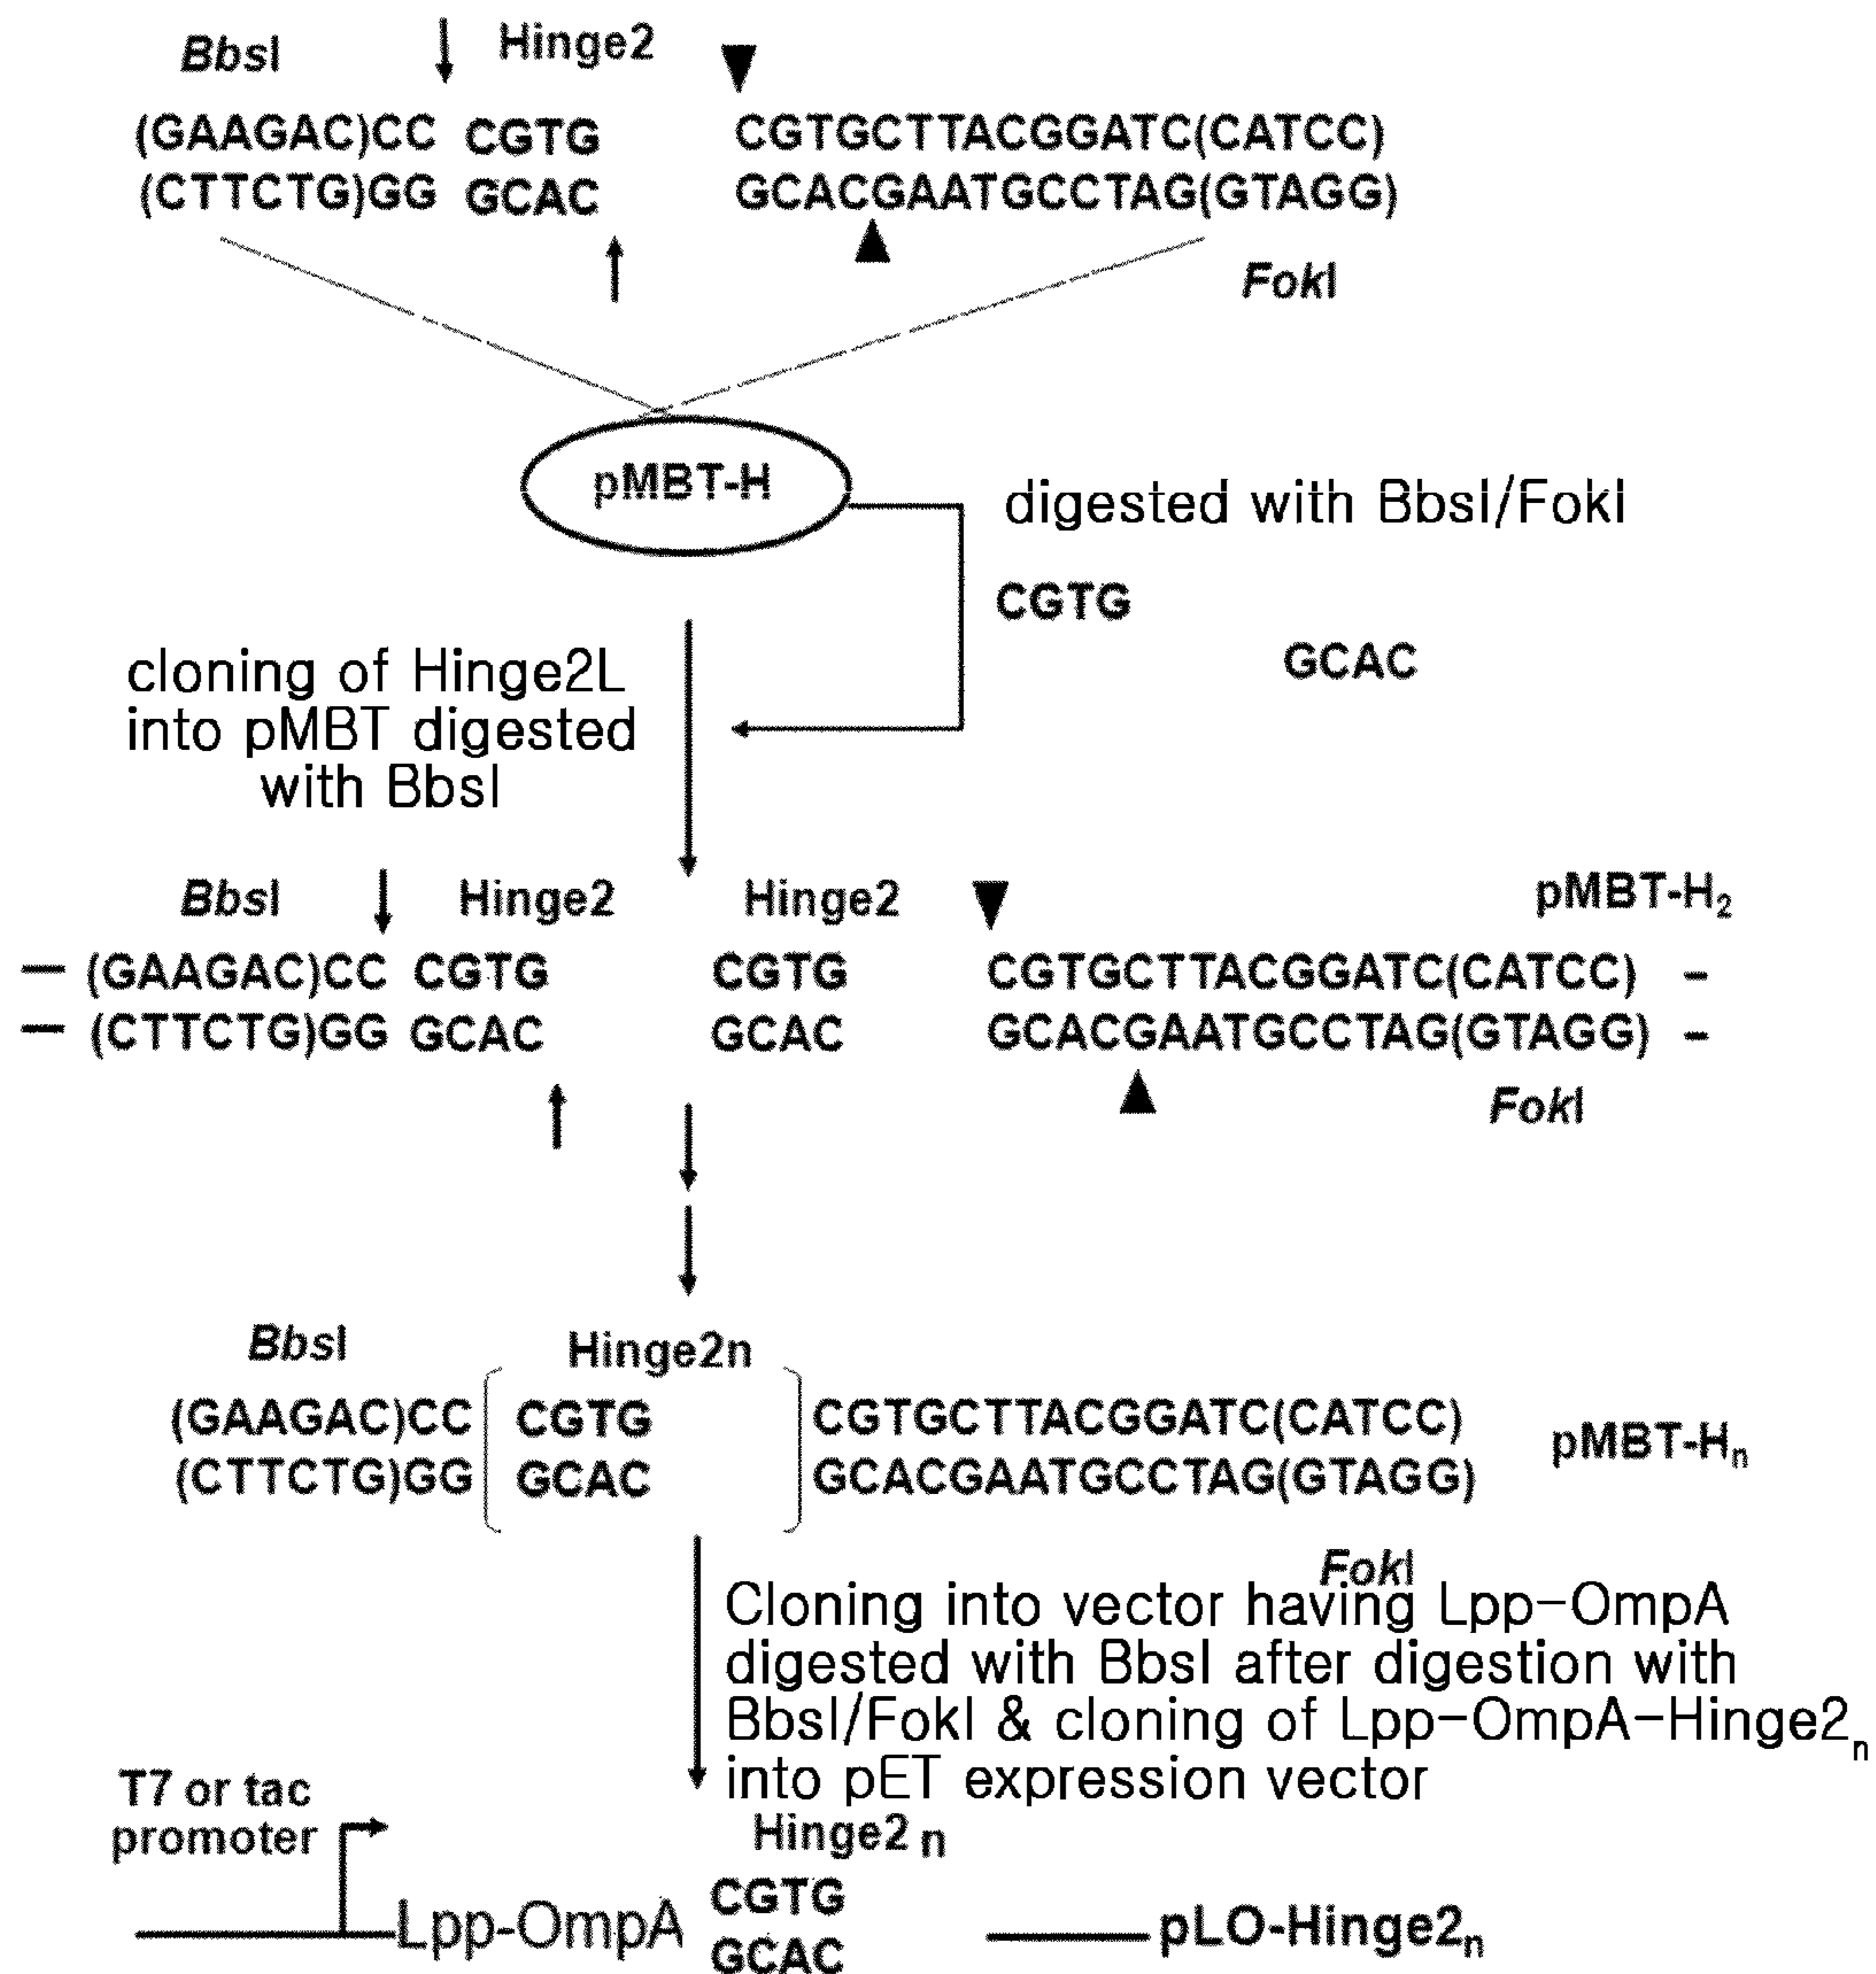 BbsI Hinge2
(GAAGAC)CC CGTG CGTGCTTACGGATC(CATCC)
(CTTCTG)GG GCAC GCACGAATGCCTAG(GTAGG)
FokI
pMBT-H
digested with BbsI/FokI
CGTG
GCAC
cloning of Hinge2L
into pMBT digested
with BbsI
BbsI Hinge2 Hinge2 pMBT-H2
– (GAAGAC)CC CGTG CGTG CGTGCTTACGGATC(CATCC) –
– (CTTCTG)GG GCAC GCAC GCACGAATGCCTAG(GTAGG) –
FokI
BbsI Hinge2n
(GAAGAC)CC CGTG CGTGCTTACGGATC(CATCC)
(CTTCTG)GG GCAC GCACGAATGCCTAG(GTAGG)
pMBT-Hn
FokI
Cloning into vector having Lpp-OmpA
digested with BbsI after digestion with
BbsI/FokI & cloning of Lpp-OmpA-Hinge2n
into pET expression vector
T7 or tac
promoter
Hinge2 n
CGTG
Lpp-OmpA
GCAC
pLO-Hinge2n